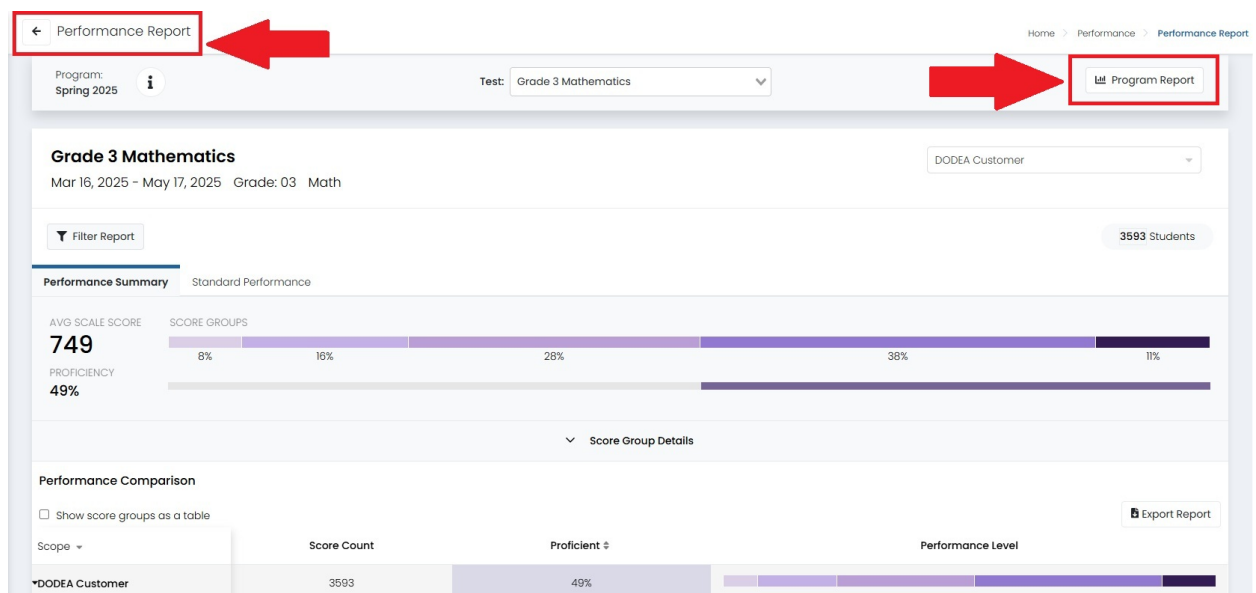 Performance Report
Home > Performance > Performance Report
Program:
Spring 2025
i
Test: Grade 3 Mathematics
Program Report
Grade 3 Mathematics
DODEA Customer
Mar 16, 2025 - May 17, 2025 Grade: 03 Math
Filter Report
3593 Students
Performance Summary Standard Performance
AVG SCALE SCORE SCORE GROUPS
749
8% 16% 28% 38% 11%
PROFICIENCY
49%
Score Group Details
Performance Comparison
Show score groups as a table
Export Report
Scope Score Count Proficient Performance Level
DODEA Customer 3593 49%